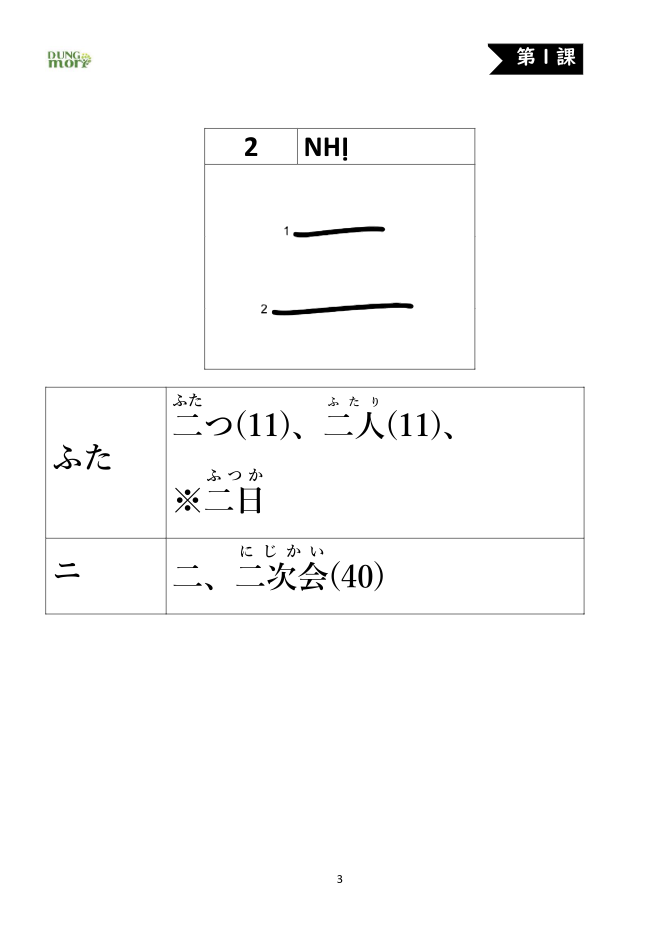 DUNG
mori
第1課
2 NHỊ
1
2
ふた
ふた
二つ(11)、
ふたり
二人(11)、
ふつか
※二日
ニ
にじかい
二、二次会(40)
3